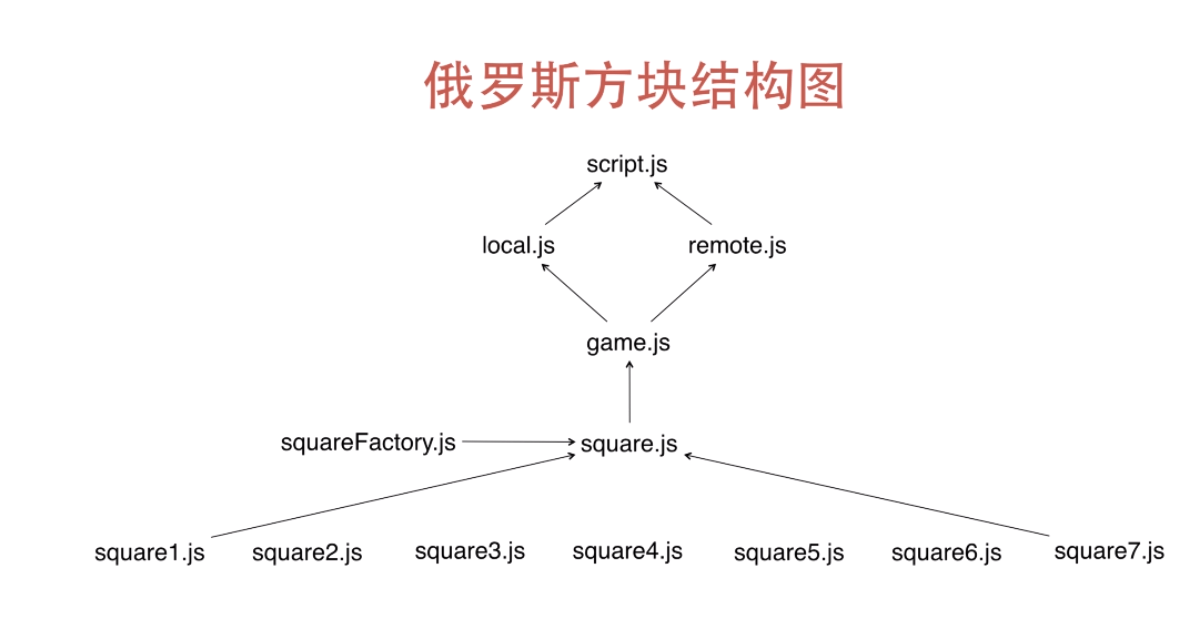 俄罗斯方块结构图
script.js
local.js remote.js
game.js
squareFactory.js square.js
square1.js square2.js square3.js square4.js square5.js square6.js square7.js